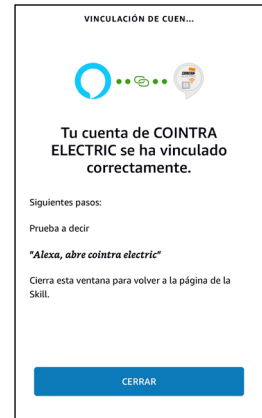 VINCULACIÓN DE CUEN...
COINTRA
Tu cuenta de COINTRA
ELECTRIC se ha vinculado
correctamente.
Siguientes pasos:
Prueba a decir
"Alexa, abre cointra electric"
Cierra esta ventana para volver a la página de la
Skill.
CERRAR